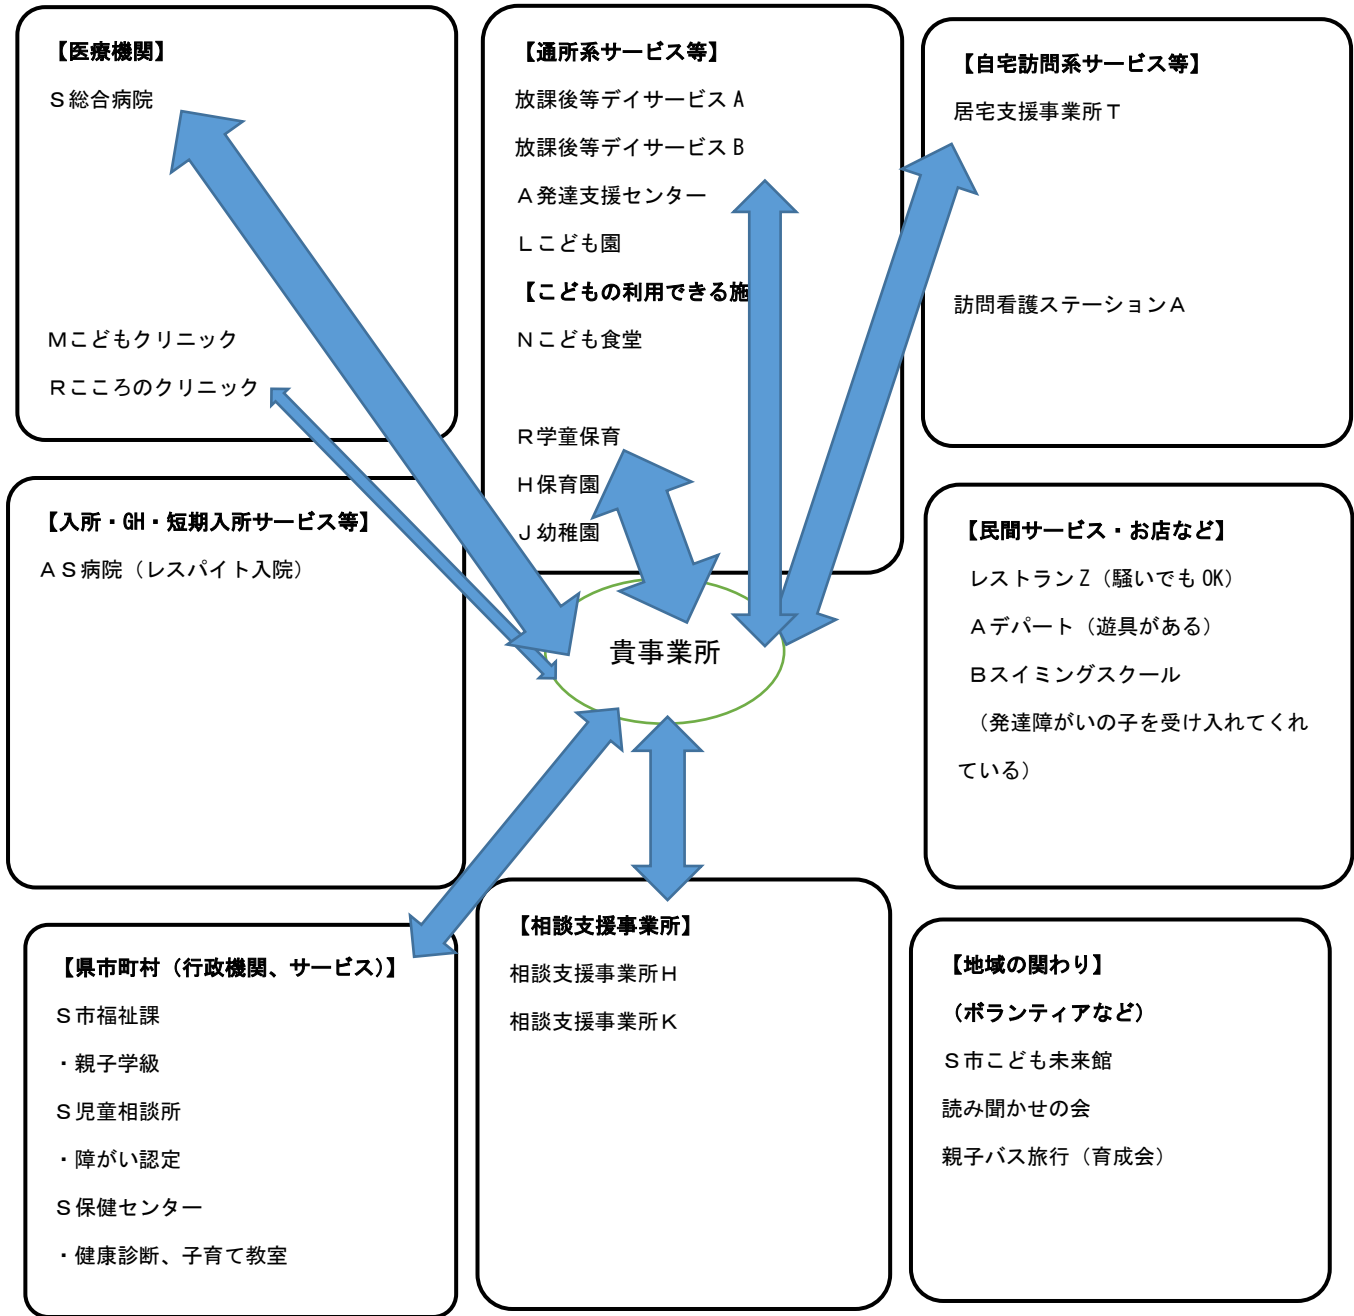 【医療機関】
S総合病院
Mこどもクリニック
Rこころのクリニック
【通所系サービス等】
放課後等デイサービス A
放課後等デイサービス B
A発達支援センター
Lこども園
【こどもの利用できる施
Nこども食堂
R学童保育
H保育園
J幼稚園
【自宅訪問系サービス等】
居宅支援事業所T
訪問看護ステーションA
【入所・GH・短期入所サービス等】
AS病院（レスパイト入院）
貴事業所
【民間サービス・お店など】
レストラン Z（騒いでも OK）
Aデパート（遊具がある）
Bスイミングスクール
（発達障がいの子を受け入れてくれ
ている）
【県市町村（行政機関、サービス）】
S市福祉課
・親子学級
S児童相談所
・障がい認定
S保健センター
・健康診断、子育て教室
【相談支援事業所】
相談支援事業所H
相談支援事業所K
【地域の関わり】
（ボランティアなど）
S市こども未来館
読み聞かせの会
親子バス旅行（育成会）